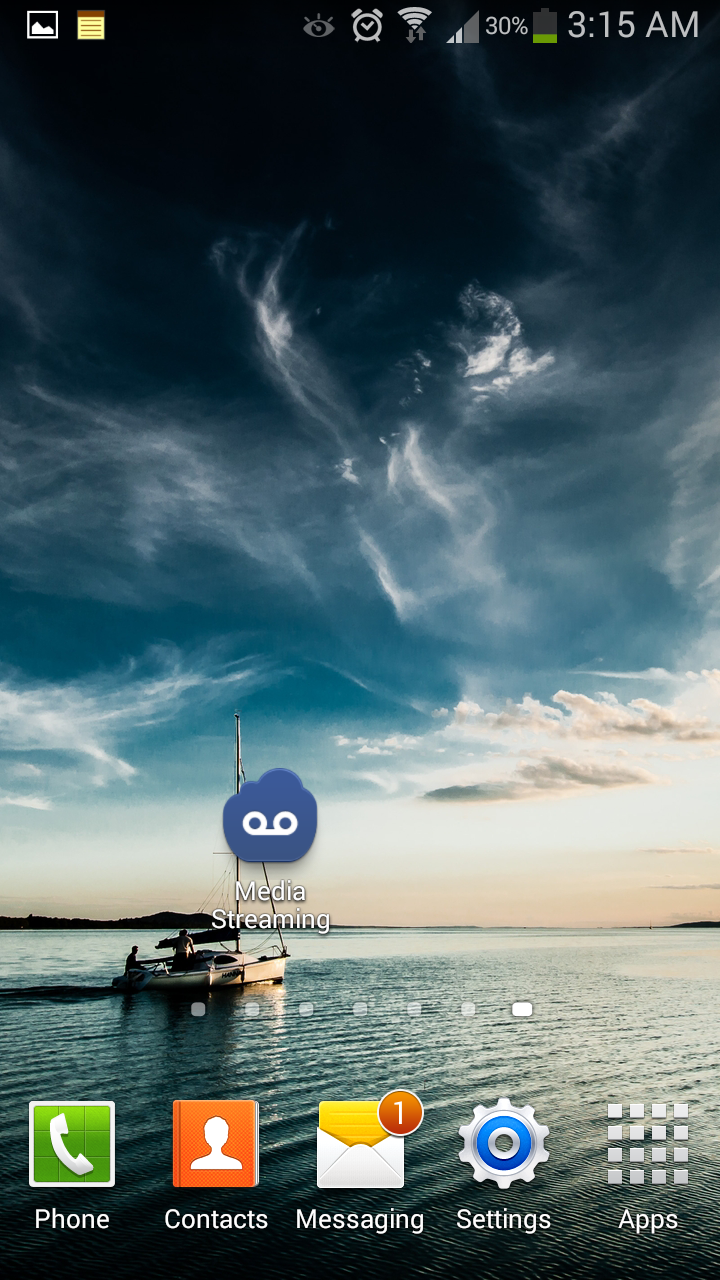 30% 3:15 AM
Media
Streaming
1
Phone Contacts Messaging Settings Apps